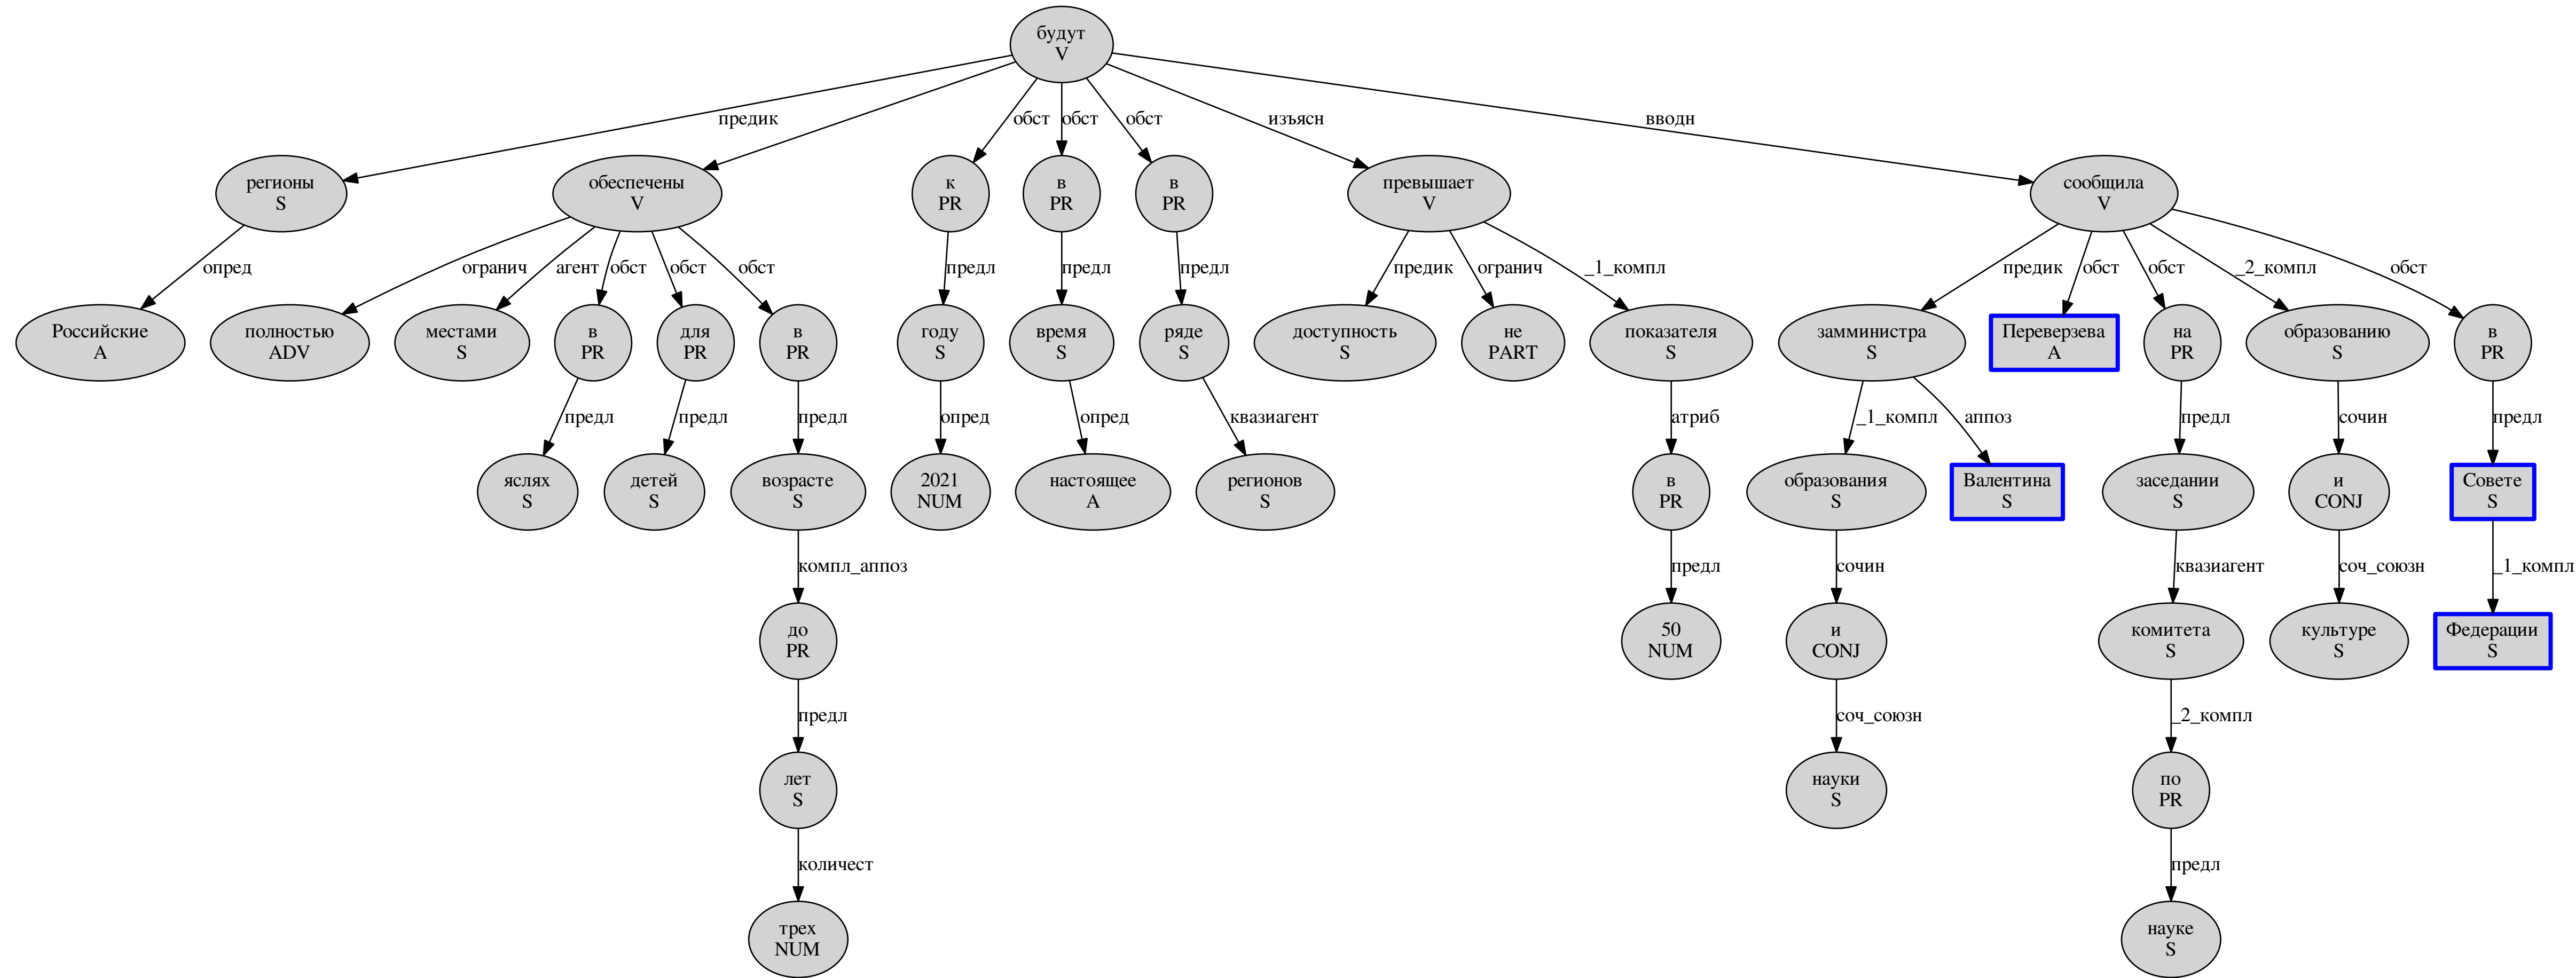 будут
V
предик
обст
обст
обст
изъясн
вводн
регионы
S
обеспечены
V
к
PR
в
PR
в
PR
превышает
V
сообщила
V
опред
огранич
агент
обст
обст
обст
предл
предл
предл
предик
огранич
_1_компл
предик
обст
обст
_2_компл
обст
Российские
A
полностью
ADV
местами
S
в
PR
для
PR
в
PR
году
S
время
S
ряде
S
доступность
S
не
PART
показателя
S
замминистра
S
Переверзева
A
на
PR
образованию
S
в
PR
предл
предл
предл
опред
опред
квазиагент
атриб
_1_компл
аппоз
предл
сочин
предл
яслях
S
детей
S
возрасте
S
2021
NUM
настоящее
A
регионов
S
в
PR
образования
S
Валентина
S
заседании
S
и
CONJ
Совете
S
компл_аппоз
предл
сочин
квазиагент
соч_союзн
_1_компл
до
PR
50
NUM
и
CONJ
комитета
S
культуре
S
Федерации
S
предл
соч_союзн
_2_компл
лет
S
науки
S
по
PR
количест
предл
трех
NUM
науке
S